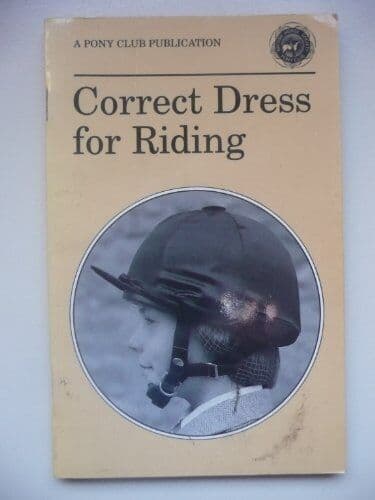 A PONY CLUB PUBLICATION
Correct Dress
for Riding